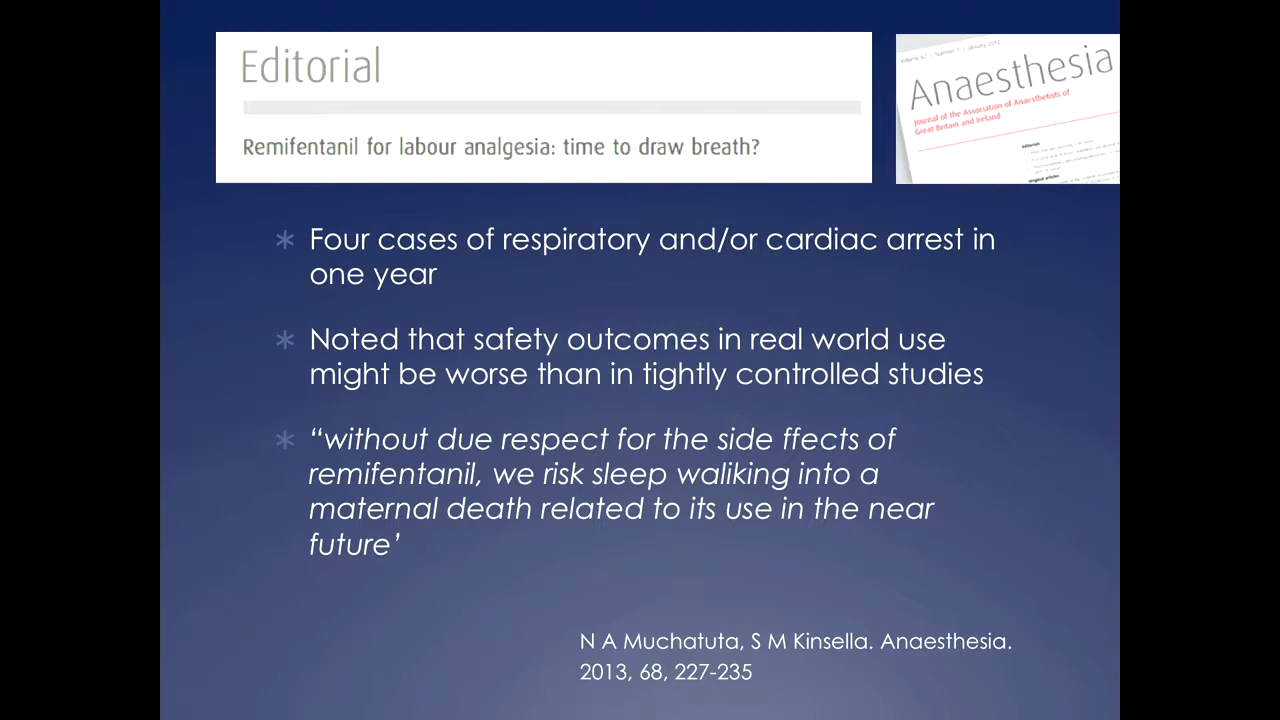 Editorial
Remifentanil for labour analgesia: time to draw breath?
Anaesthesia
Journal of the Association of Anaesthetists of
Great Britain and Ireland
* Four cases of respiratory and/or cardiac arrest in
one year
* Noted that safety outcomes in real world use
might be worse than in tightly controlled studies
* “without due respect for the side ffects of
remifentanil, we risk sleep waliking into a
maternal death related to its use in the near
future’
N A Muchatuta, S M Kinsella. Anaesthesia.
2013, 68, 227-235